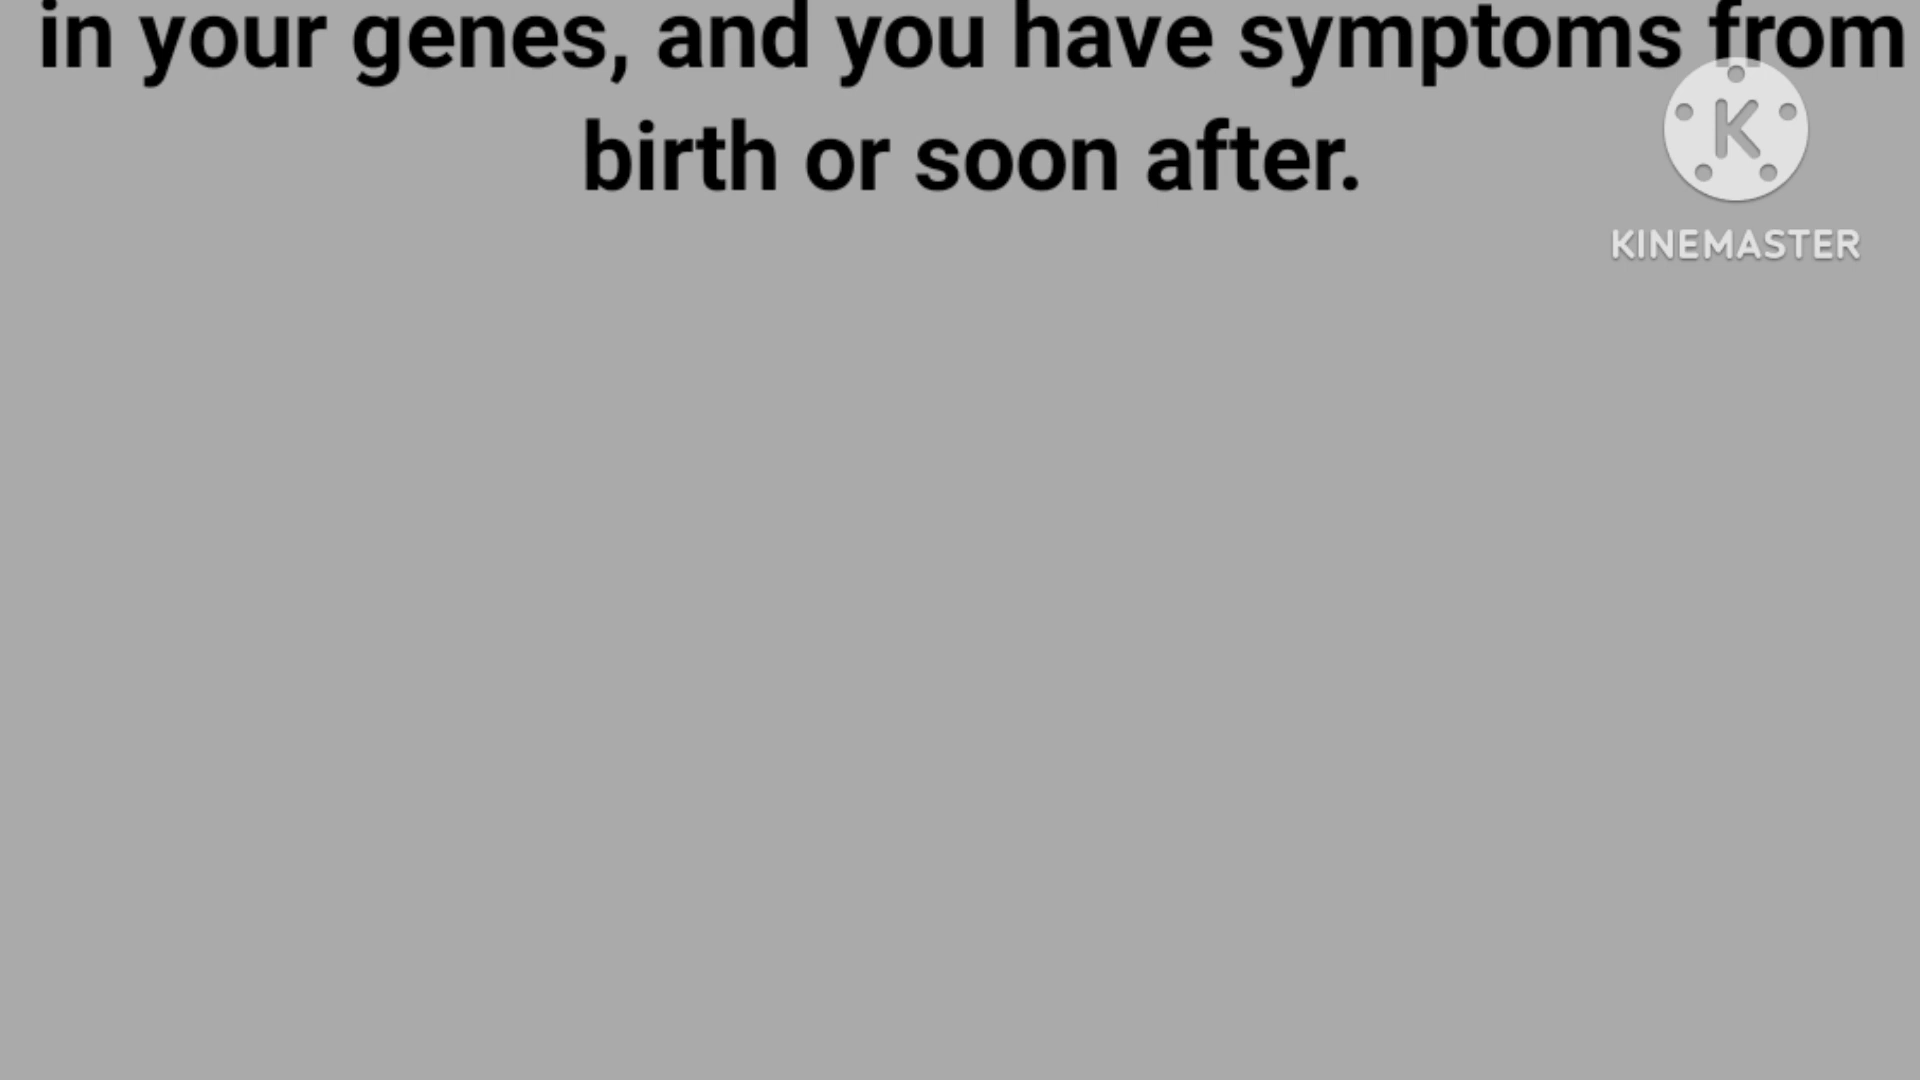 in your genes, and you have symptoms from
birth or soon after.
K
KINEMASTER